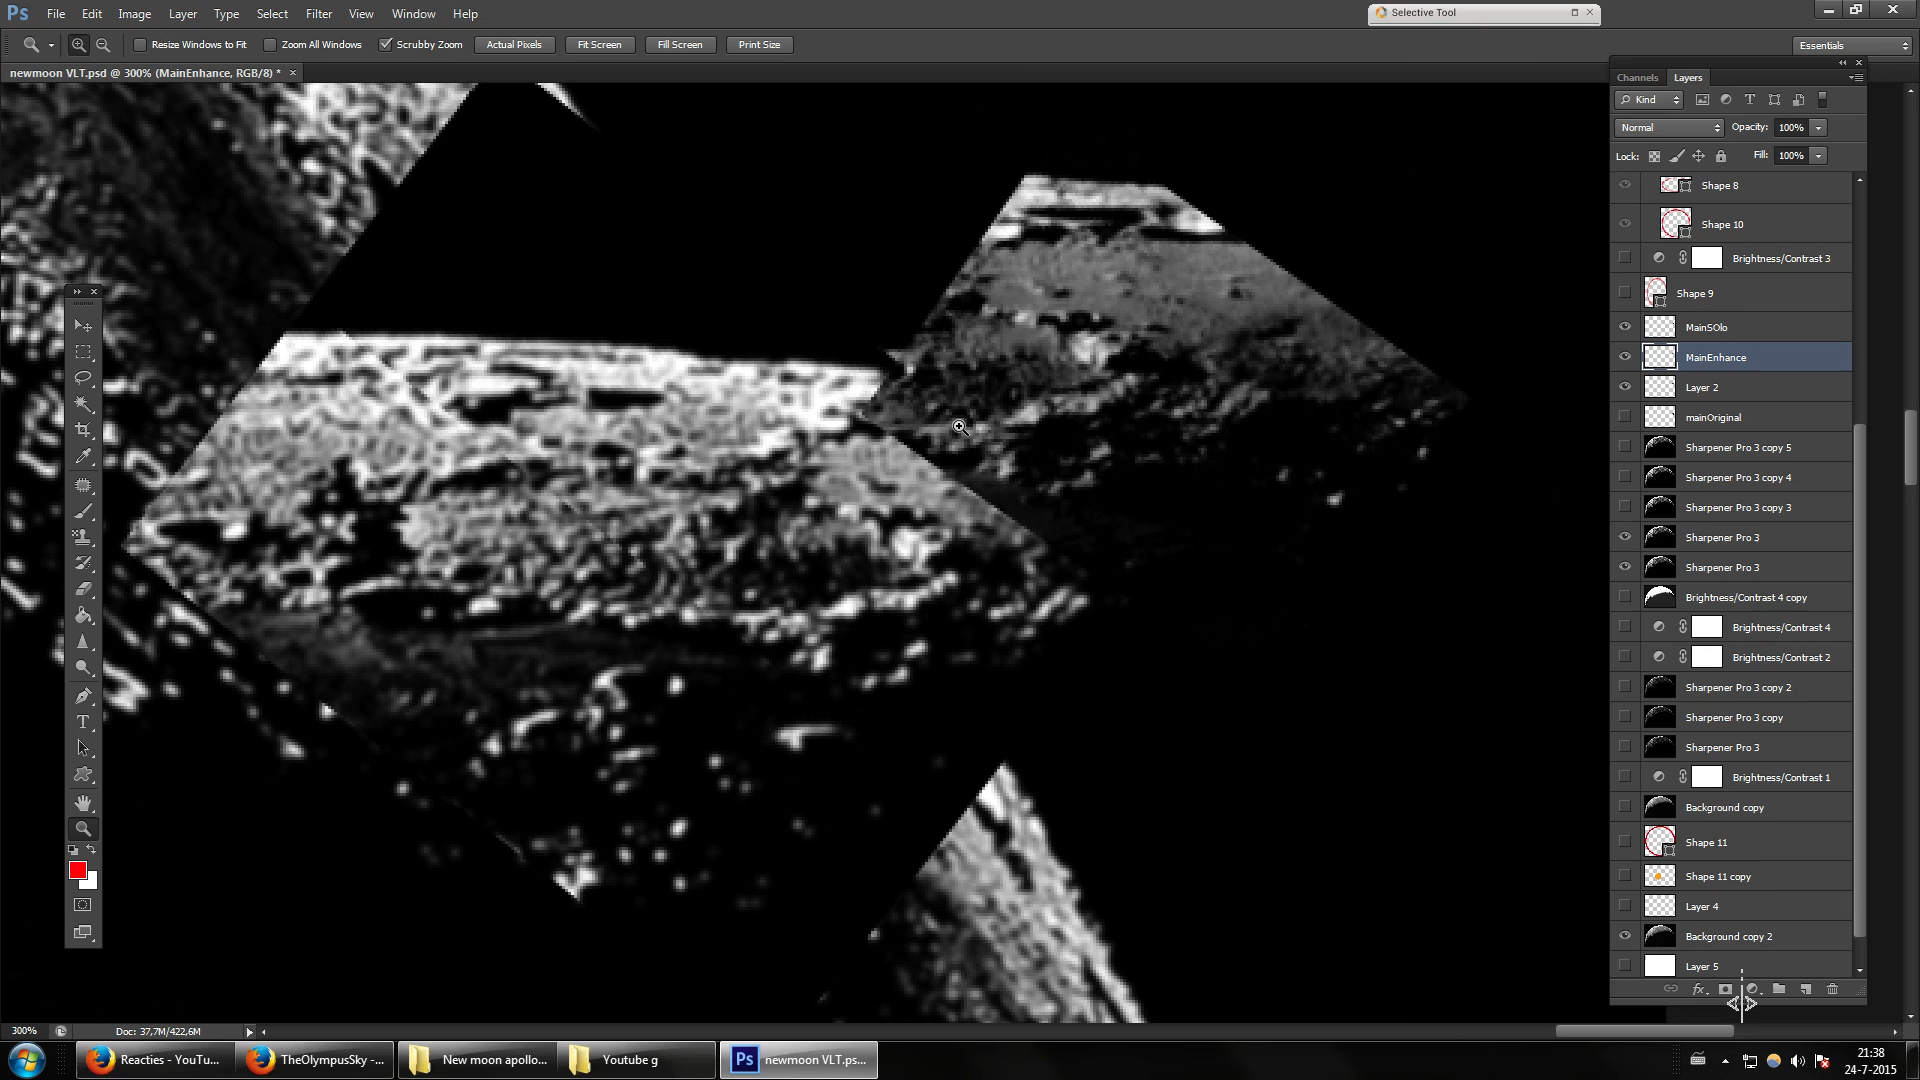 Ps File Edit Image Layer Type Select Filter View Window Help
Selective Tool
Resize Windows to Fit Zoom All Windows Scrubby Zoom Actual Pixels Fit Screen Fill Screen Print Size
Essentials
newmoon VLT.psd @ 300% (MainEnhance, RGB/8) *
Channels Layers
Kind
Normal Opacity: 100%
Lock: Fill: 100%
Shape 8
Shape 10
Brightness/Contrast 3
Shape 9
MainSOlo
MainEnhance
Layer 2
mainOriginal
Sharpener Pro 3 copy 5
Sharpener Pro 3 copy 4
Sharpener Pro 3 copy 3
Sharpener Pro 3
Sharpener Pro 3
Brightness/Contrast 4 copy
Brightness/Contrast 4
Brightness/Contrast 2
Sharpener Pro 3 copy 2
Sharpener Pro 3 copy
Sharpener Pro 3
Brightness/Contrast 1
Background copy
Shape 11
Shape 11 copy
Layer 4
Background copy 2
Layer 5
fx
300% Doc: 37,7M/422,6M
Reacties - YouTu... TheOlympusSky -... New moon apollo... Youtube g Ps newmoon VLT.ps...
21:38
24-7-2015